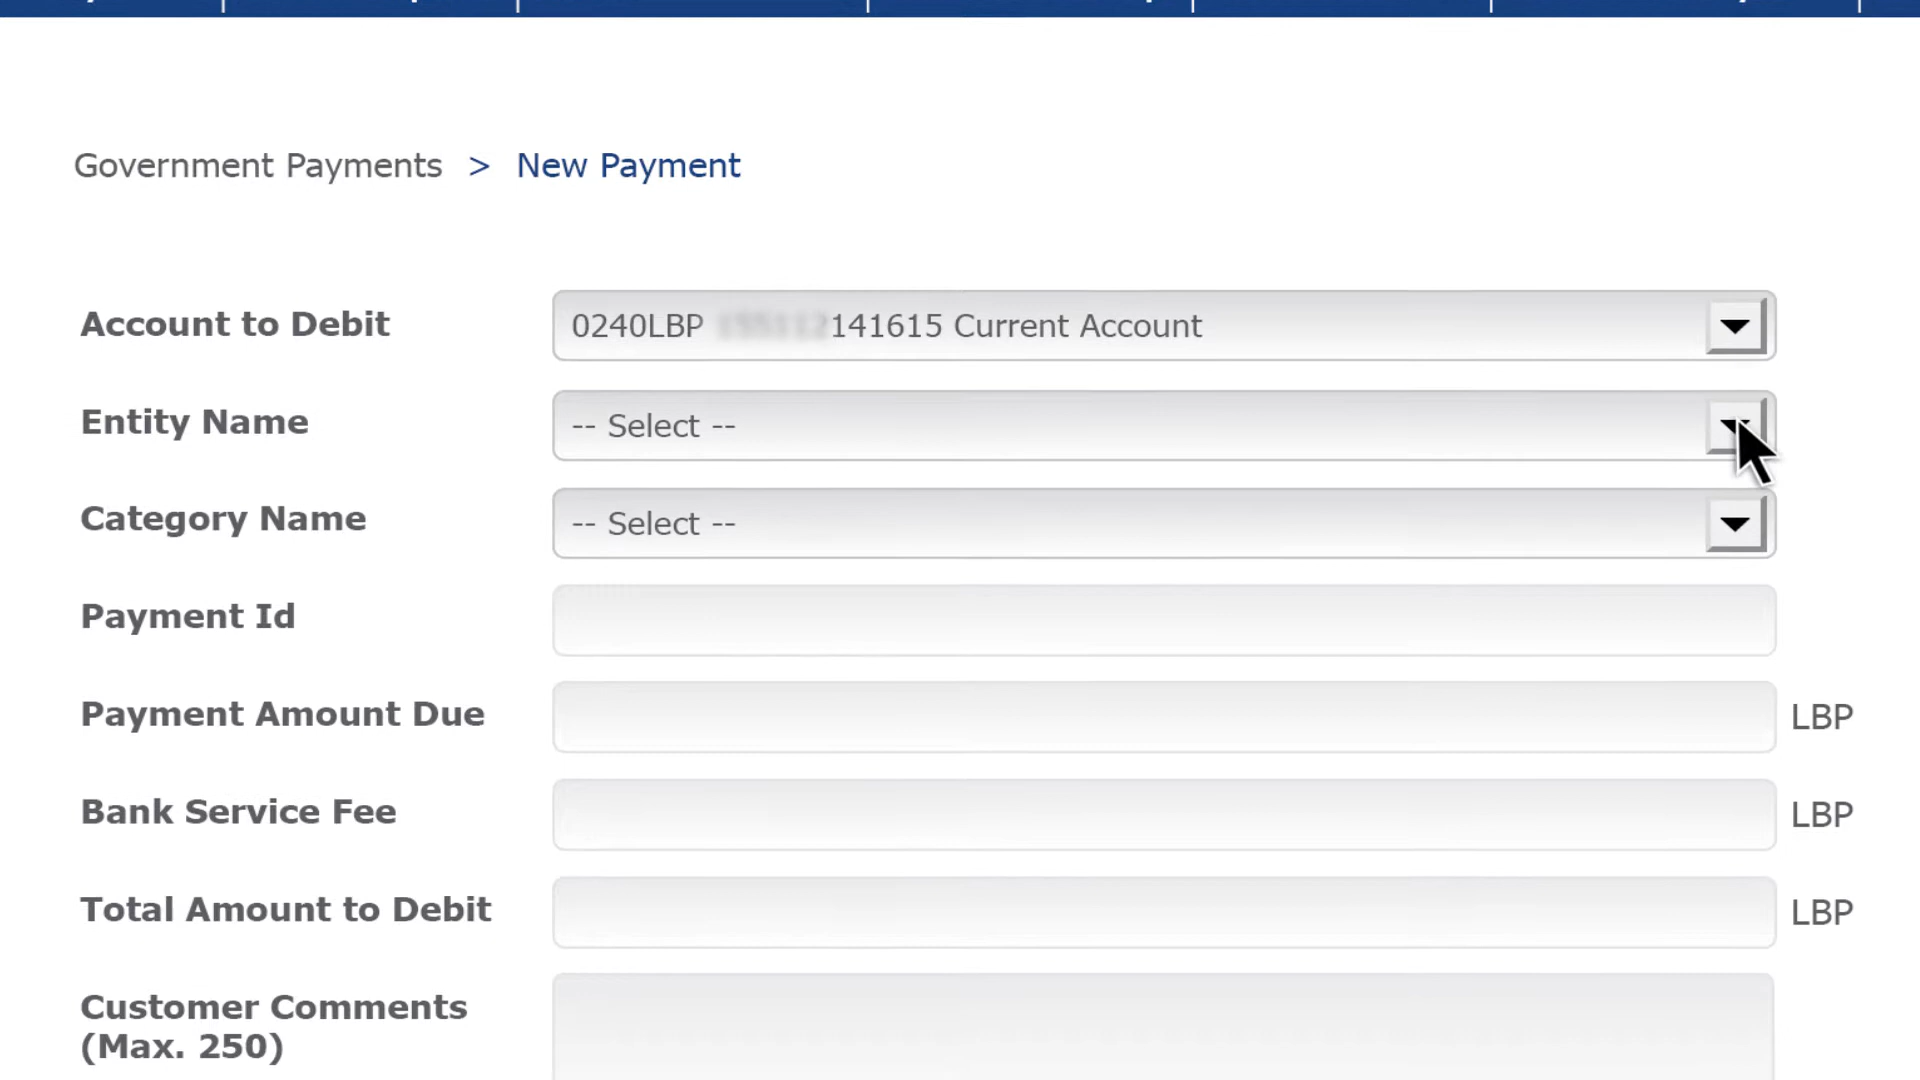 Government Payments > New Payment
Account to Debit
0240LBP 141615 Current Account
Entity Name
-- Select --
Category Name
-- Select --
Payment Id
Payment Amount Due
LBP
Bank Service Fee
LBP
Total Amount to Debit
LBP
Customer Comments
(Max. 250)